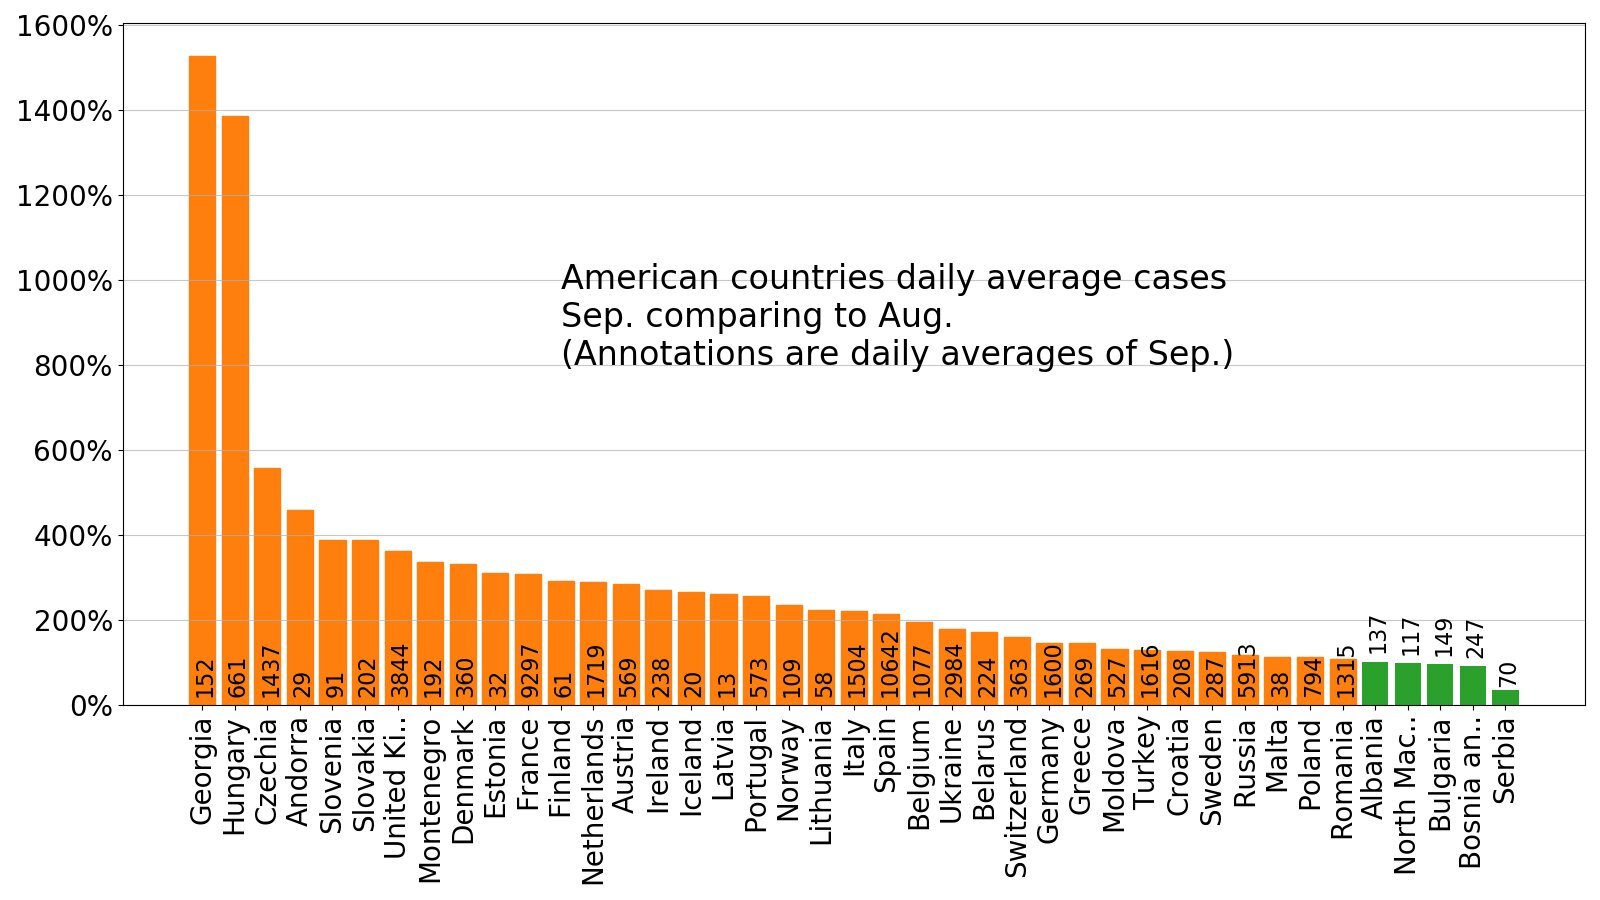 1600%
1400%
1200%
1000%
800%
600%
400%
200%
0%
American countries daily average cases
Sep. comparing to Aug.
(Annotations are daily averages of Sep.)
152
661
1437
29
91
202
3844
192
360
32
9297
61
1719
569
238
20
13
573
109
58
1504
10642
1077
2984
224
363
1600
269
527
1616
208
287
5913
38
794
1315
137
117
149
247
70
Georgia
Hungary
Czechia
Andorra
Slovenia
Slovakia
United Ki..
Montenegro
Denmark
Estonia
France
Finland
Netherlands
Austria
Ireland
Iceland
Latvia
Portugal
Norway
Lithuania
Italy
Spain
Belgium
Ukraine
Belarus
Switzerland
Germany
Greece
Moldova
Turkey
Croatia
Sweden
Russia
Malta
Poland
Romania
Albania
North Mac..
Bulgaria
Bosnia an..
Serbia